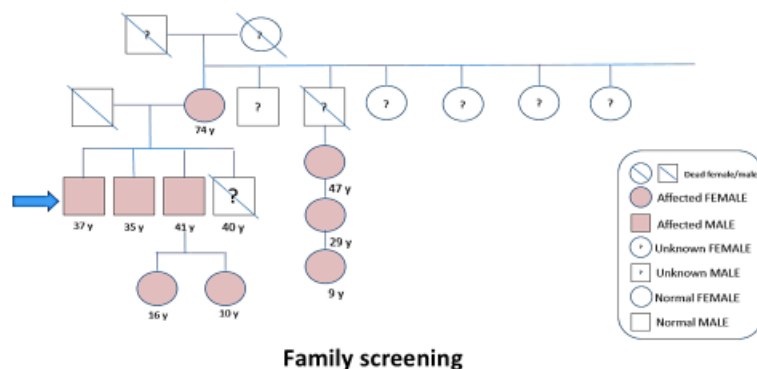 ? ?
? ? ? ? ? ?
74 y
?
47 y
37 y 35 y 41 y 40 y
29 y
16 y 10 y 9 y
Dead female/male
Affected FEMALE
Affected MALE
? Unknown FEMALE
? Unknown MALE
Normal FEMALE
Normal MALE
Family screening